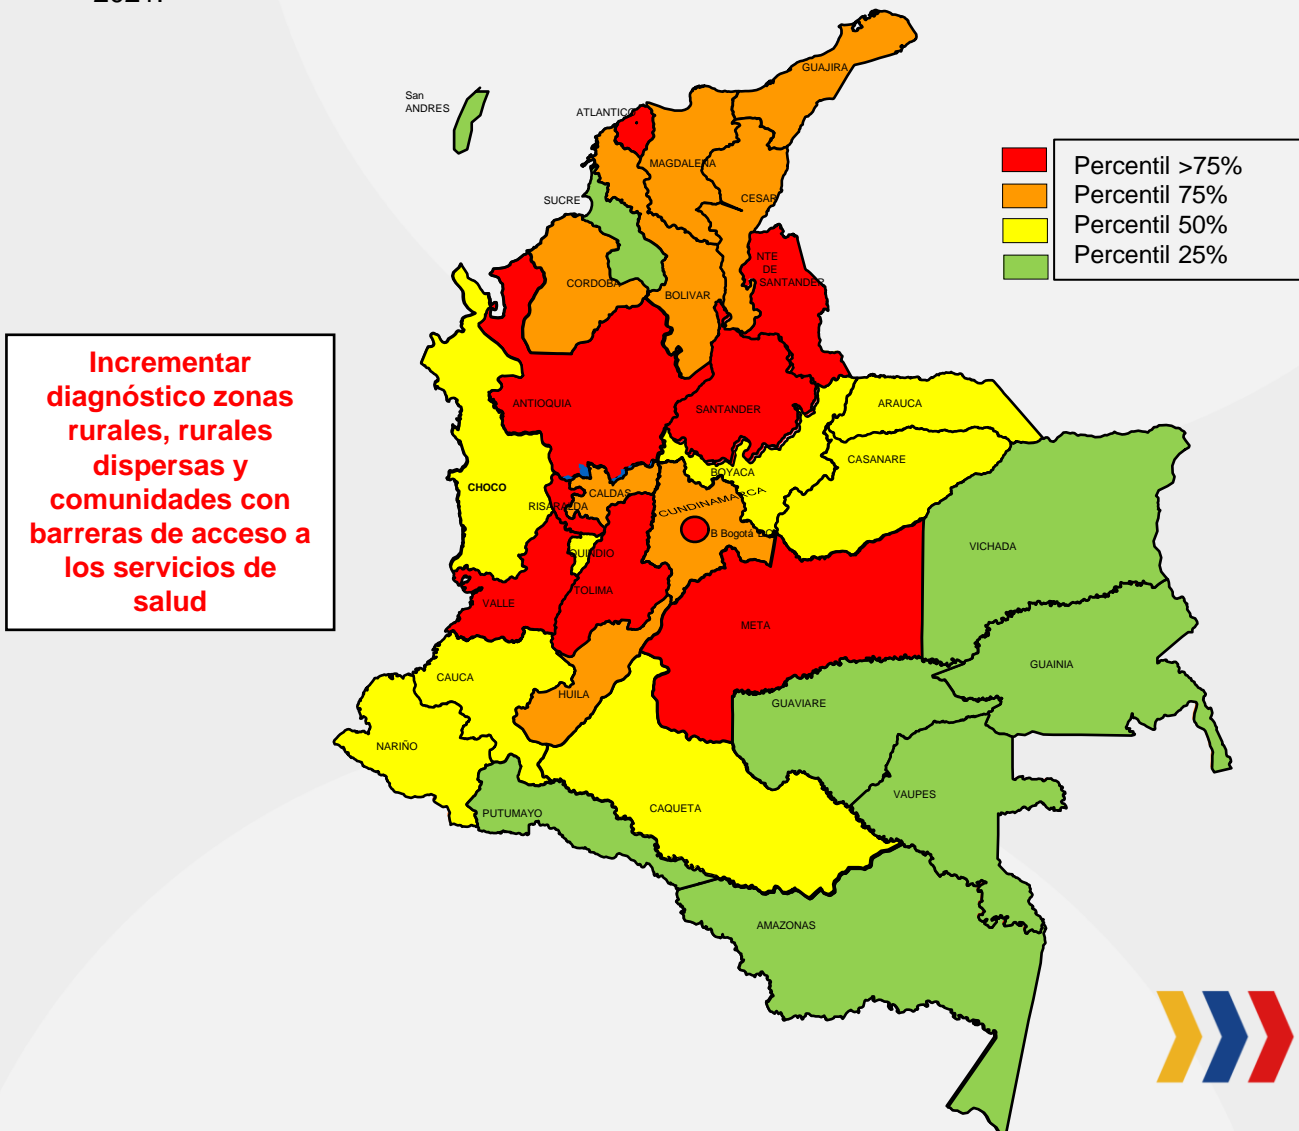 GUAJIRA
San
ANDRES
ATLANTICO
MAGDALENA
CESAR
SUCRE
NTE
DE
SANTANDER
CORDOBA
BOLIVAR
Percentil >75%
Percentil 75%
Percentil 50%
Percentil 25%
Incrementar
diagnóstico zonas
rurales, rurales
dispersas y
comunidades con
barreras de acceso a
los servicios de
salud
ANTIOQUIA
SANTANDER
ARAUCA
CASANARE
BOYACA
CHOCO
CALDAS
RISARALDA
CUNDINAMARCA
B Bogotá DC
VICHADA
QUINDIO
TOLIMA
VALLE
META
GUAINIA
CAUCA
HUILA
GUAVIARE
NARIÑO
VAUPES
CAQUETA
PUTUMAYO
AMAZONAS